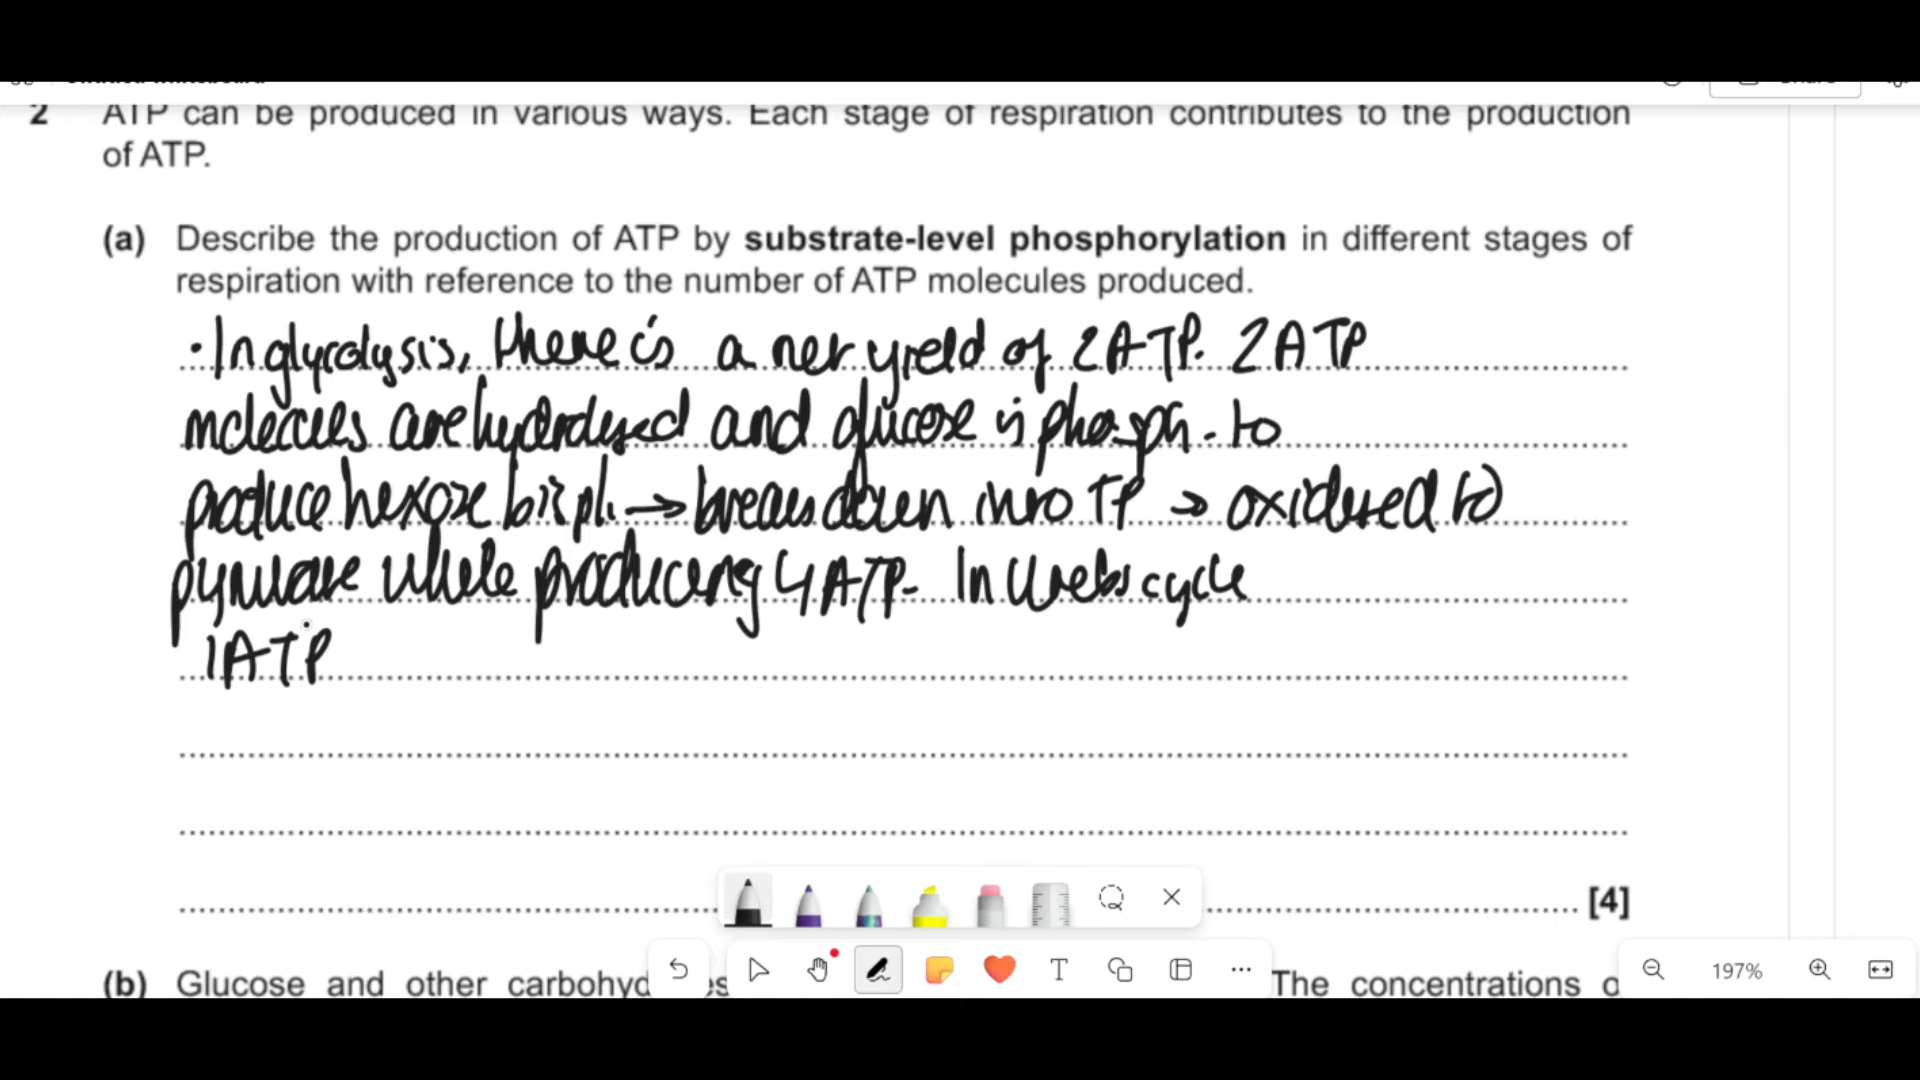 2 ATP can be produced in various ways. Each stage of respiration contributes to the production
of ATP.
(a) Describe the production of ATP by substrate-level phosphorylation in different stages of
respiration with reference to the number of ATP molecules produced.
• In glycolysis, there is a net yield of 2ATP. 2ATP
molecules are hydrolysed and glucose is phosph. to
produce hexose bisph. → breaks down into TP → oxidised to
pyruvate while producing 4ATP. In Krebs cycle
1ATP
[4]
(b) Glucose and other The concentrations
197%